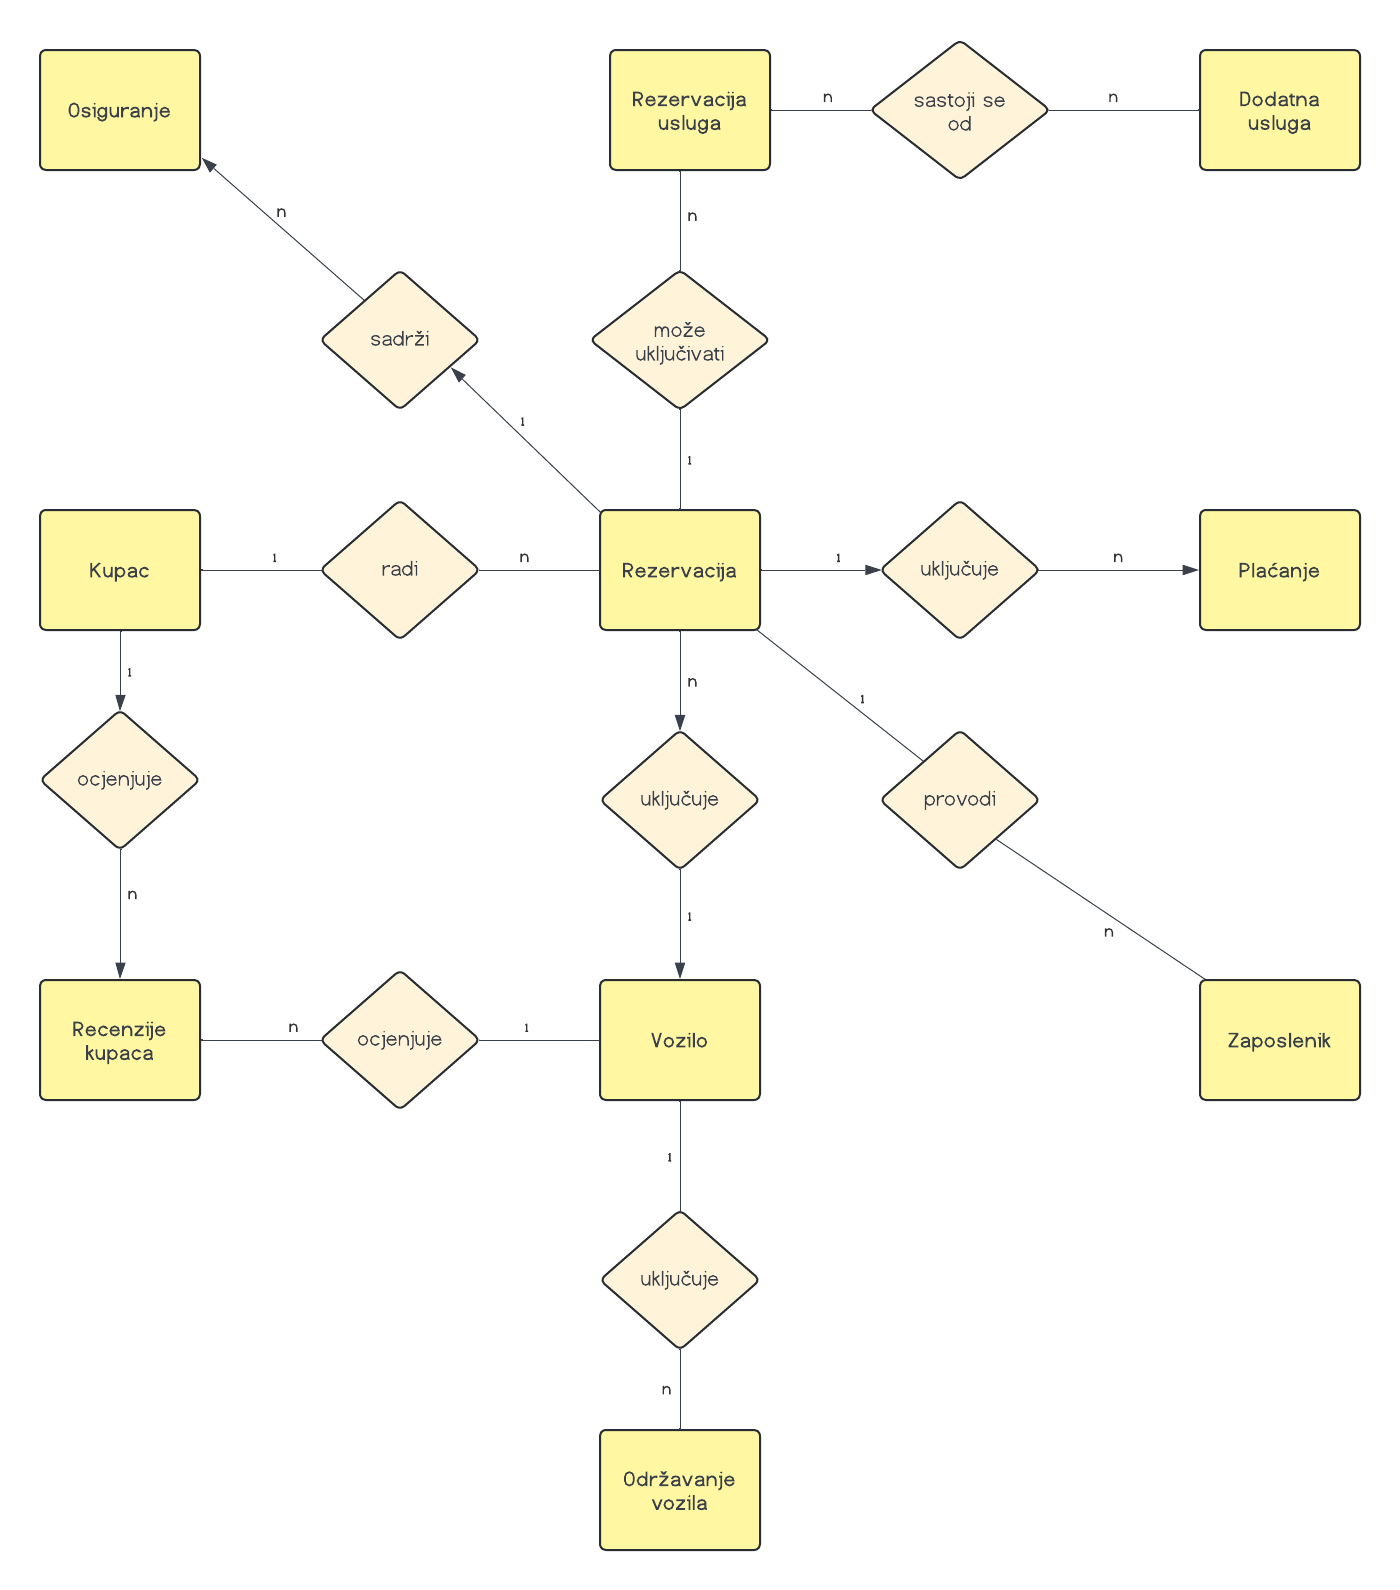 Osiguranje
Rezervacija
usluga
n
sastoji se
od
n
Dodatna
usluga
n
n
sadrži
može
uključivati
1
1
Kupac
1
radi
n
Rezervacija
1
uključuje
n
Plaćanje
1
n
1
ocjenjuje
uključuje
provodi
n
1
n
Recenzije
kupaca
n
ocjenjuje
1
Vozilo
Zaposlenik
1
uključuje
n
Održavanje
vozila